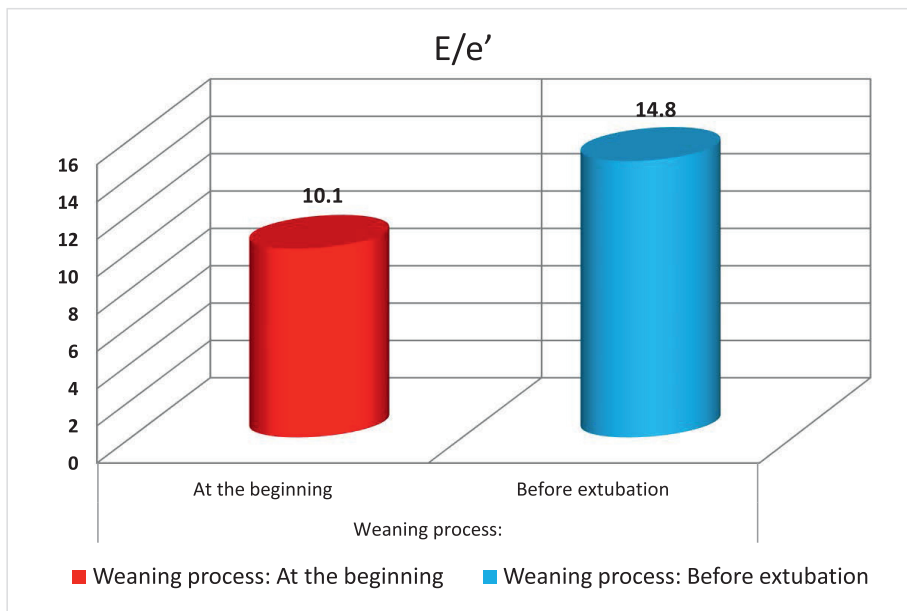 E/e’
14.8
10.1
16
14
12
10
8
6
4
2
0
At the beginning
Before extubation
Weaning process:
Weaning process: At the beginning
Weaning process: Before extubation